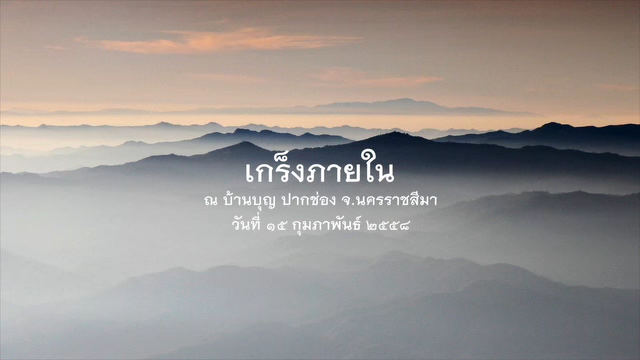 เกร็งภายใน
ณ บ้านบุญ ปากช่อง จ.นครราชสีมา
วันที่ ๑๕ กุมภาพันธ์ ๒๕๕๘